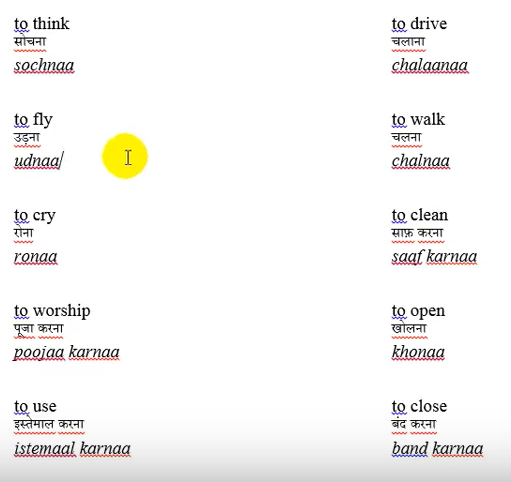 to think
सोचना
sochnaa
to fly
उड़ना
udnaa
to cry
रोना
ronaa
to worship
पूजा करना
poojaa karnaa
to use
इस्तेमाल करना
istemaal karnaa
to drive
चलाना
chalaanaa
to walk
चलना
chalnaa
to clean
साफ़ करना
saaf karnaa
to open
खोलना
khonaa
to close
बंद करना
band karnaa